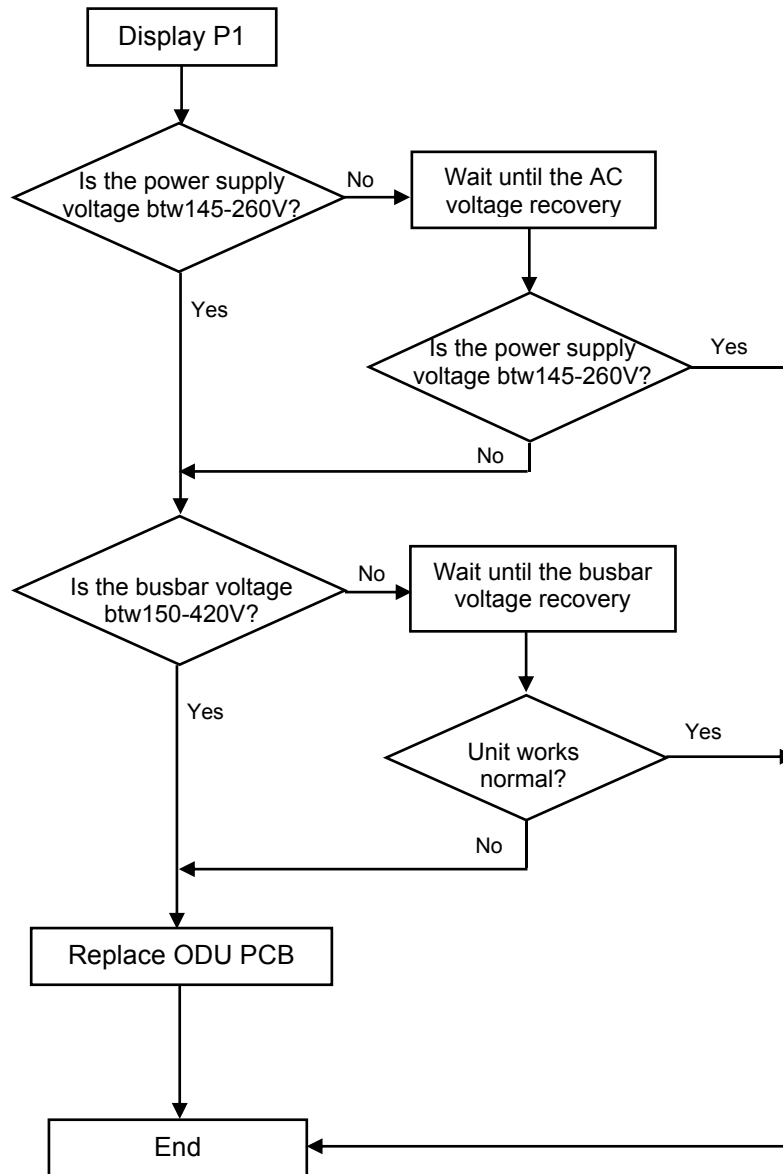 Display P1
Is the power supply
voltage btw145-260V?
No
Wait until the AC
voltage recovery
Yes
Is the power supply
voltage btw145-260V?
Yes
No
Is the busbar voltage
btw150-420V?
No
Wait until the busbar
voltage recovery
Yes
Unit works
normal?
Yes
No
Replace ODU PCB
End